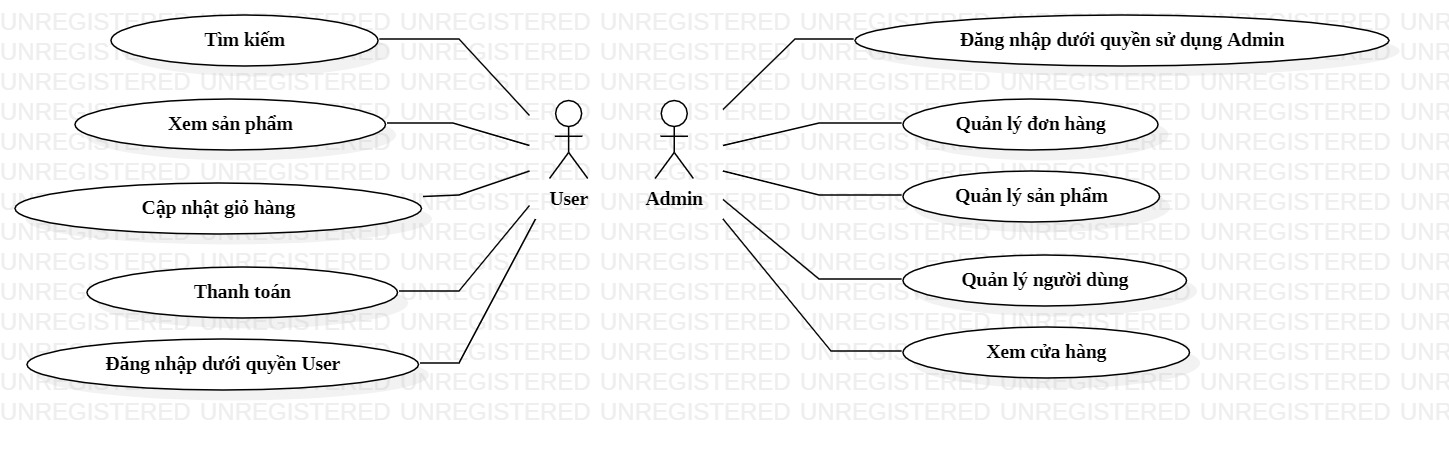 Tìm kiếm
Xem sản phẩm
Cập nhật giỏ hàng
Thanh toán
Đăng nhập dưới quyền User
User
Admin
Đăng nhập dưới quyền sử dụng Admin
Quản lý đơn hàng
Quản lý sản phẩm
Quản lý người dùng
Xem cửa hàng
UNREGISTERED